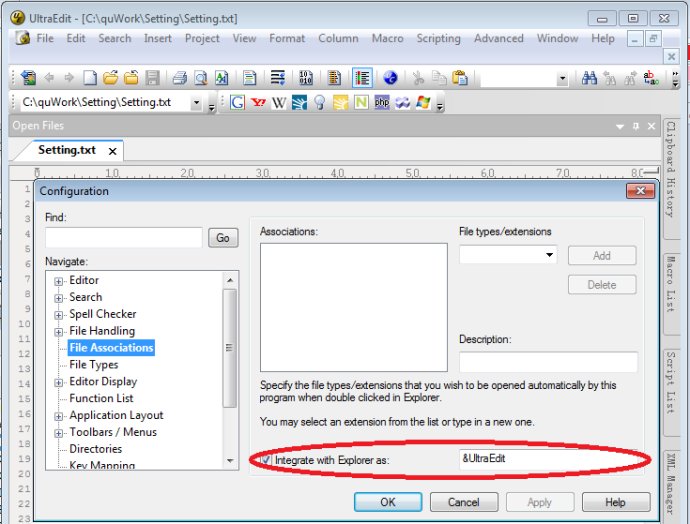 UltraEdit - [C:\quWork\Setting\Setting.txt]
File Edit Search Insert Project View Format Column Macro Scripting Advanced Window Help
C:\quWork\Setting\Setting.txt
G Y! W N php
Open Files
Setting.txt x
0 1,0 2,0 3,0 4,0 5,0 6,0 7,0 8,0
Configuration
Find:
Go
Navigate:
Editor
Search
Spell Checker
File Handling
File Associations
File Types
Editor Display
Function List
Application Layout
Toolbars / Menus
Directories
Key Mapping
Associations:
File types/extensions
Add
Delete
Description:
Specify the file types/extensions that you wish to be opened automatically by this
program when double clicked in Explorer.
You may select an extension from the list or type in a new one.
Integrate with Explorer as:
&UltraEdit
OK Cancel Apply Help
1
2
3
4
5
6
7
8
9
10
11
12
13
14
15
16
17
18
19
20
21
22
23
Clipboard History
Macro List
Script List
XML Manager